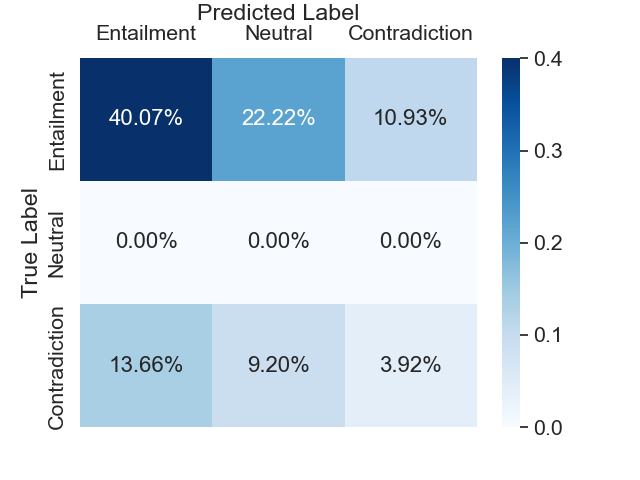 Predicted Label
Entailment Neutral Contradiction
True Label
Entailment
40.07% 22.22% 10.93%
Neutral
0.00% 0.00% 0.00%
Contradiction
13.66% 9.20% 3.92%
0.4
0.3
0.2
0.1
0.0